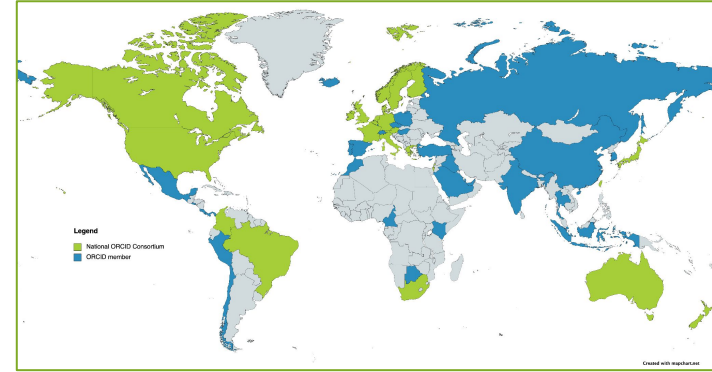 Legend
National ORCID Consortium
ORCID member
Created with mapchart.net